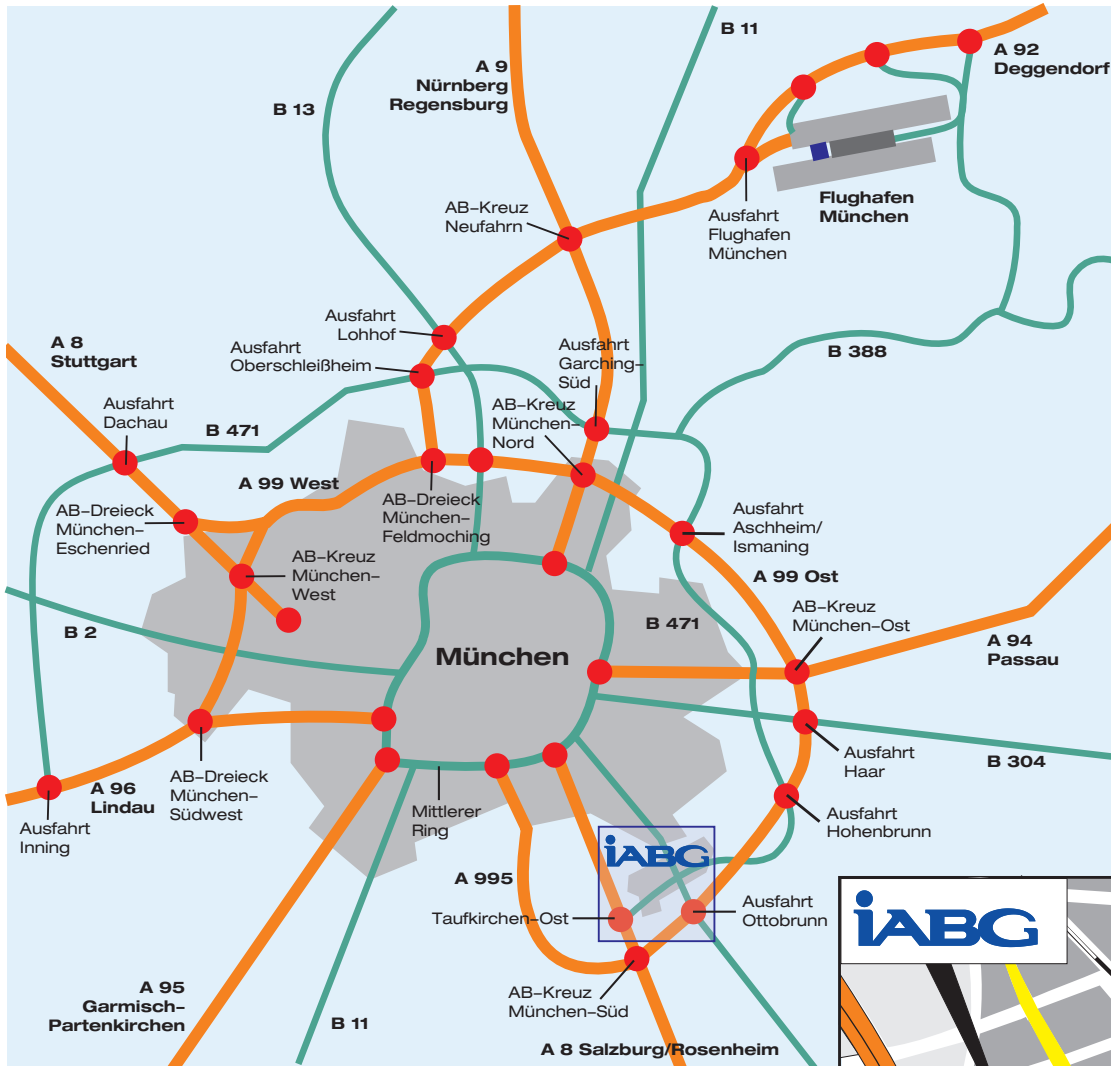 B 11
A 9
Nürnberg
Regensburg
A 92
Deggendorf
B 13
Flughafen
München
AB-Kreuz
Neufahrn
Ausfahrt
Flughafen
München
Ausfahrt
Lohhof
A 8
Stuttgart
Ausfahrt
Oberschleißheim
Ausfahrt
Garching-
Süd
B 388
Ausfahrt
Dachau
B 471
AB-Kreuz
München-
Nord
A 99 West
AB-Dreieck
München-
Eschenried
AB-Dreieck
München-
Feldmoching
Ausfahrt
Aschheim/
Ismaning
AB-Kreuz
München-
West
A 99 Ost
B 2
B 471
AB-Kreuz
München-Ost
München
A 94
Passau
Ausfahrt
Haar
B 304
A 96
Lindau
AB-Dreieck
München-
Südwest
Ausfahrt
Inning
Mittlerer
Ring
Ausfahrt
Hohenbrunn
iABG
A 995
Taufkirchen-Ost
Ausfahrt
Ottobrunn
iABG
A 95
Garmisch-
Partenkirchen
AB-Kreuz
München-Süd
B 11
A 8 Salzburg/Rosenheim